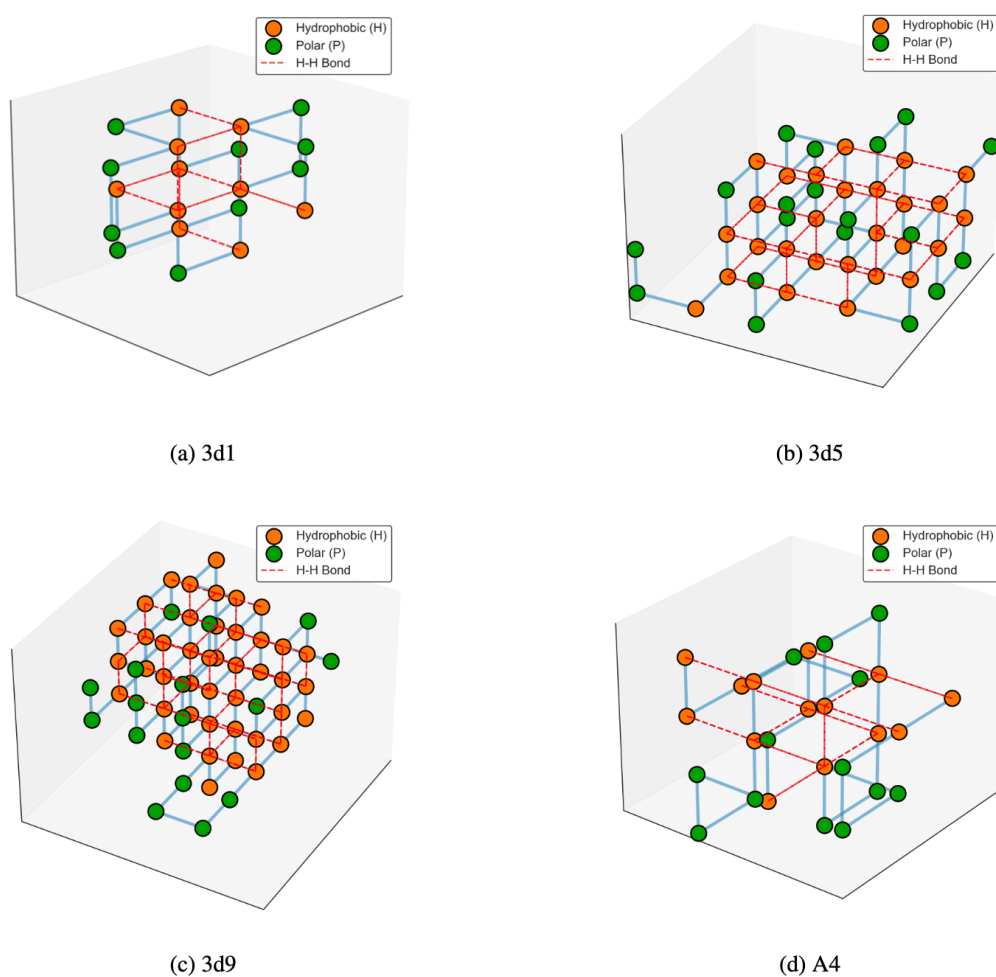 Hydrophobic (H)
Polar (P)
H-H Bond
Hydrophobic (H)
Polar (P)
H-H Bond
(a) 3d1
(b) 3d5
Hydrophobic (H)
Polar (P)
H-H Bond
Hydrophobic (H)
Polar (P)
H-H Bond
(c) 3d9
(d) A4